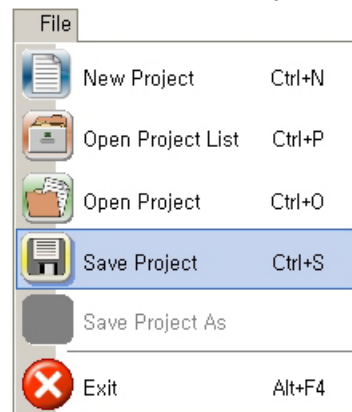 File
New Project Ctrl+N
Open Project List Ctrl+P
Open Project Ctrl+O
Save Project Ctrl+S
Save Project As
Exit Alt+F4